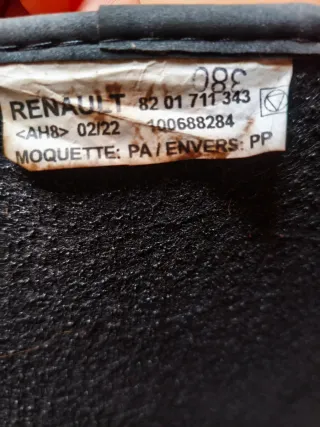 086
RENAULT 82 01 711 343
<AH8> 02/22 100688284
MOQUETTE: PA / ENVERS: PP